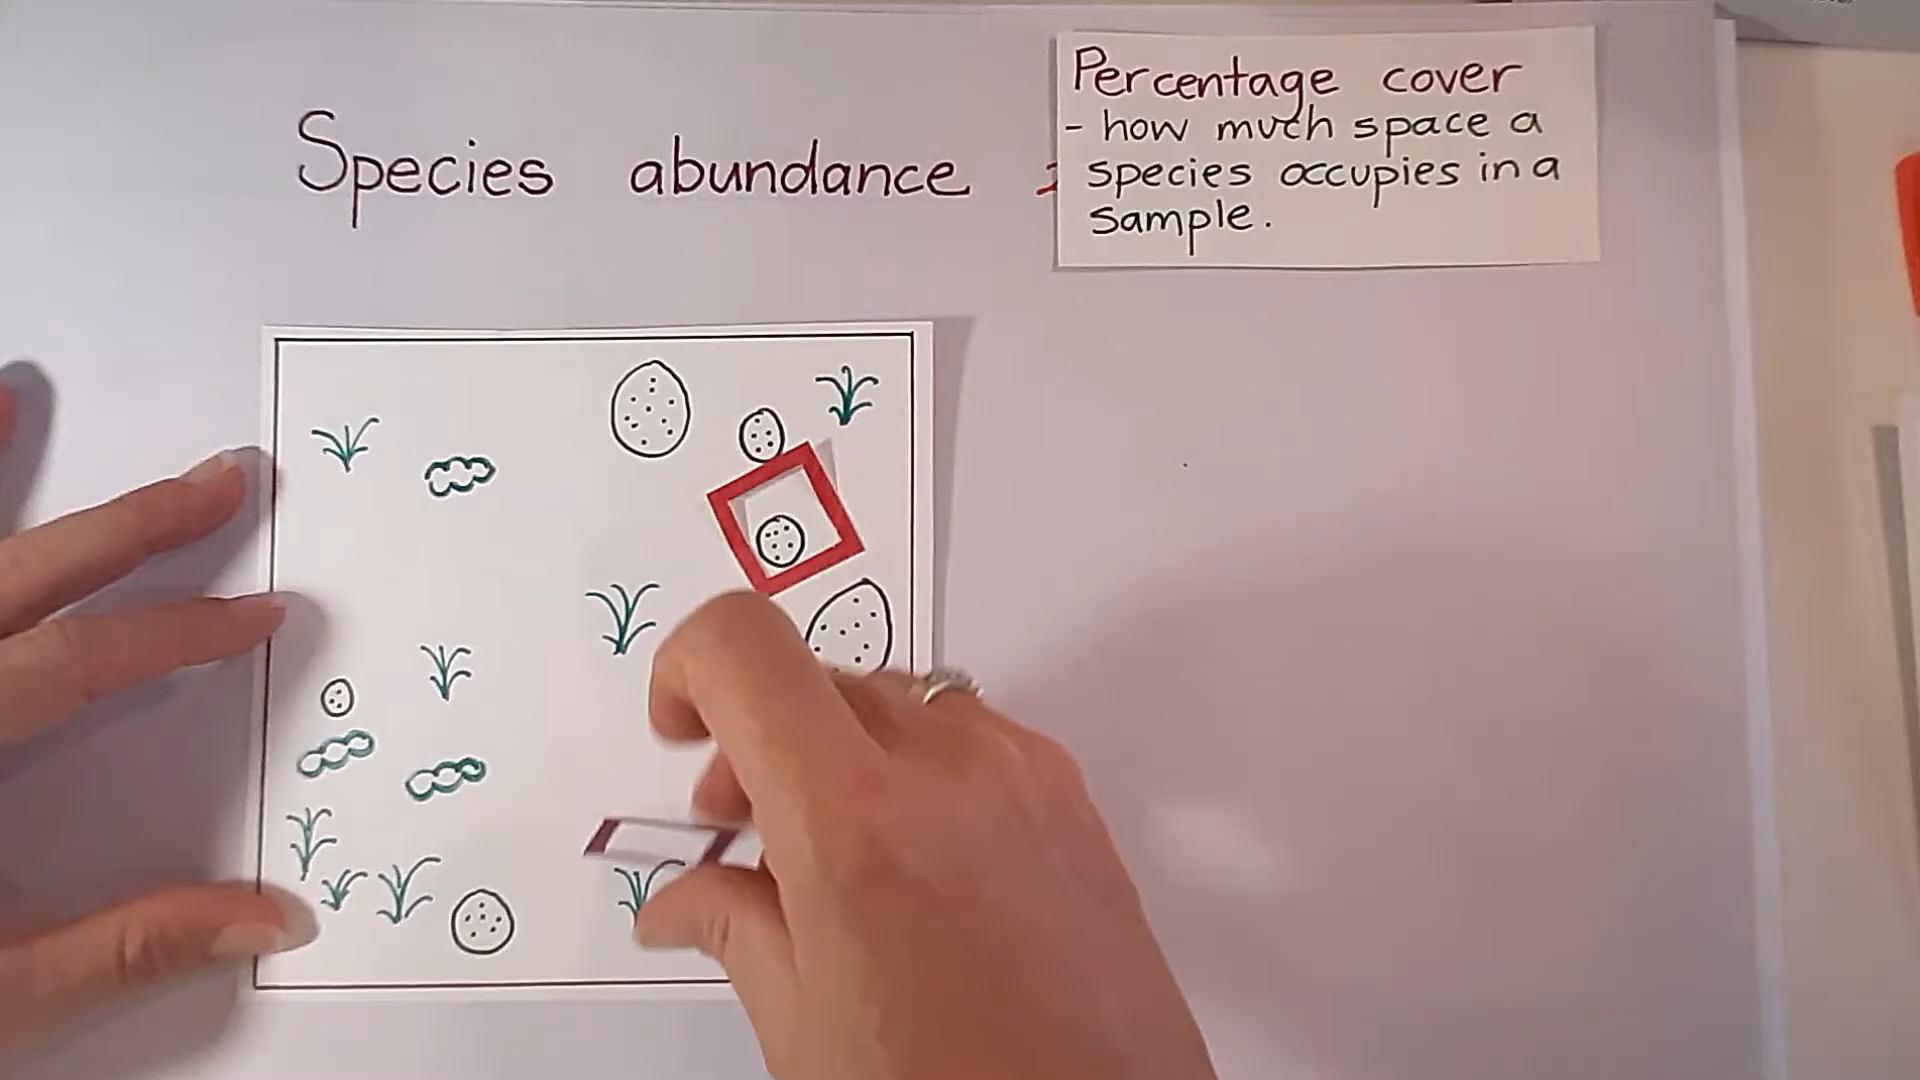 Species abundance
Percentage cover
- how much space a
species occupies in a
sample.